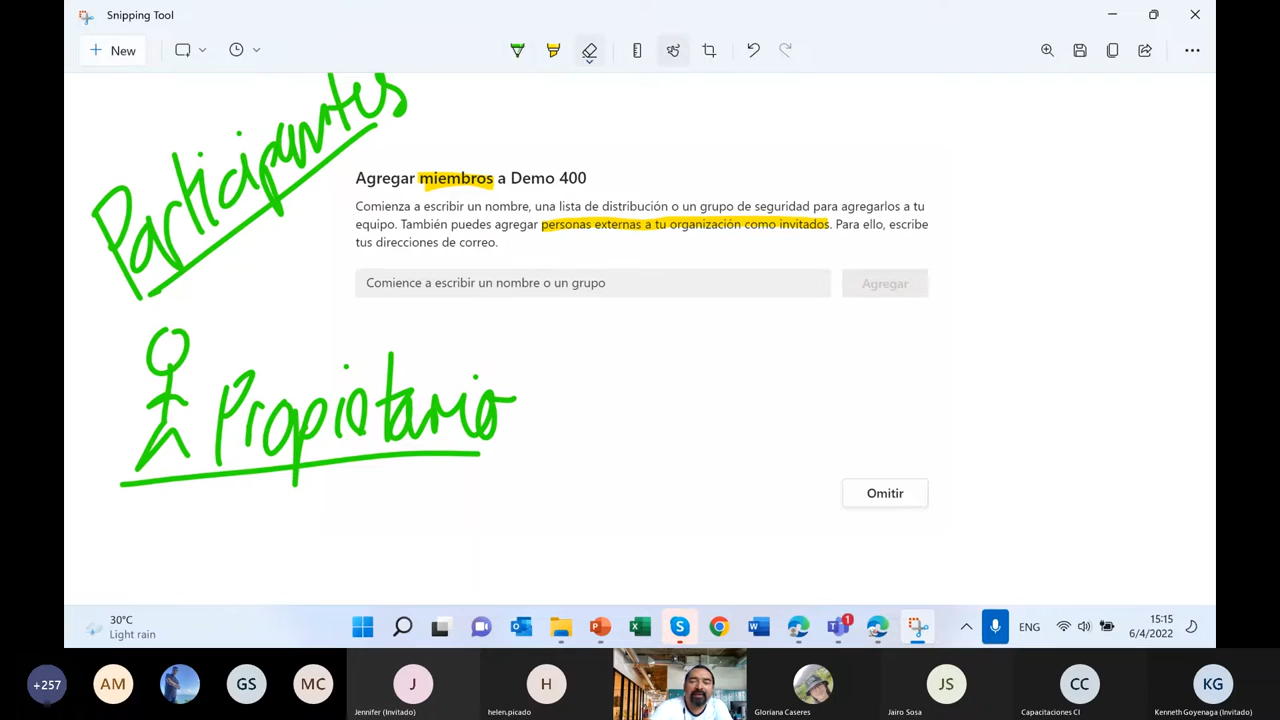 Snipping Tool
New
Participantes
Agregar miembros a Demo 400
Comienza a escribir un nombre, una lista de distribución o un grupo de seguridad para agregarlos a tu
equipo. También puedes agregar personas externas a tu organización como invitados. Para ello, escribe
tus direcciones de correo.
Comience a escribir un nombre o un grupo
Agregar
Propietario
Omitir
30°C
Light rain
1
ENG
15:15
6/4/2022
+257
AM
GS
MC
J
H
JS
CC
KG
Jennifer (Invitado)
helen.picado
Gloriana Caseres
Jairo Sosa
Capacitaciones CI
Kenneth Goyenaga (Invitado)